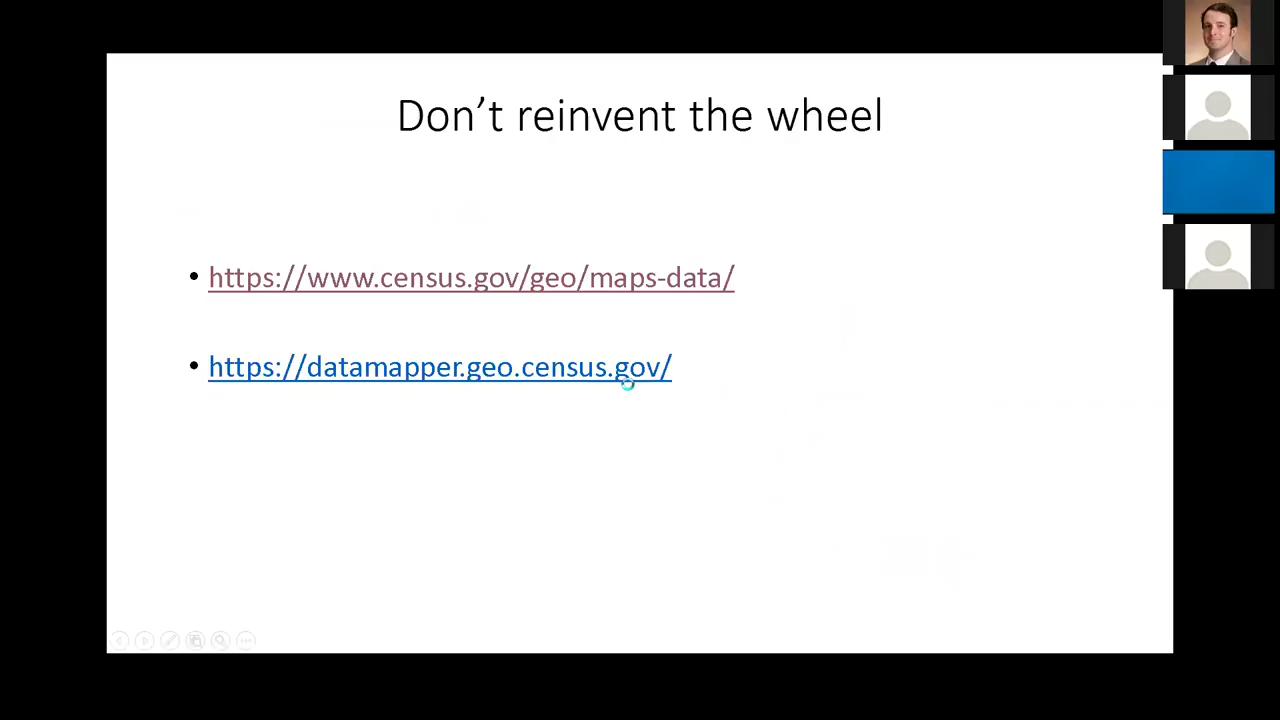 Don’t reinvent the wheel
• https://www.census.gov/geo/maps-data/
• https://datamapper.geo.census.gov/